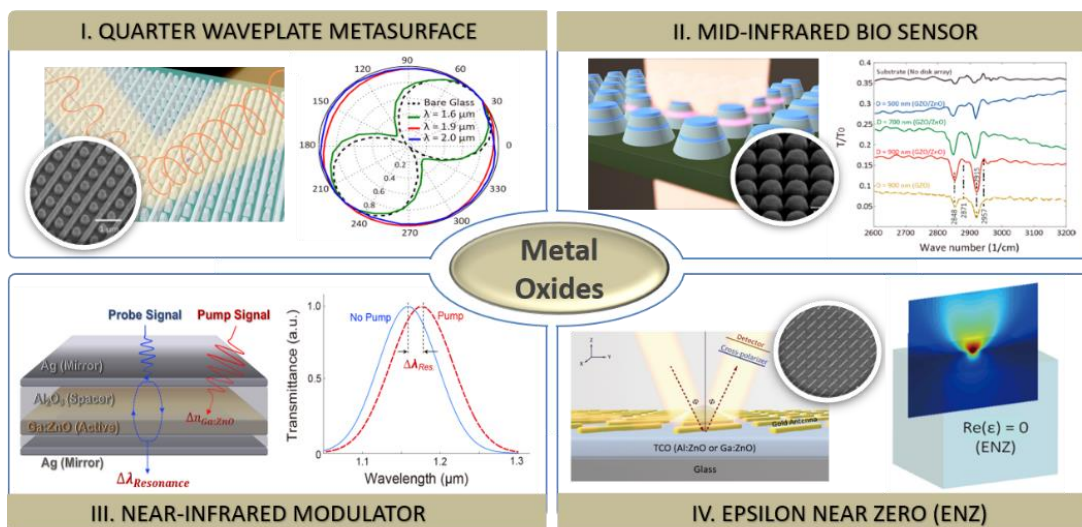 I. QUARTER WAVEPLATE METASURFACE
120
90
60
150
30
180
0
210
330
240
270
300
Bare Glass
λ = 1.6 μm
λ = 1.9 μm
λ = 2.0 μm
0.2
0.4
0.6
0.8
II. MID-INFRARED BIO SENSOR
T/T₀
0.35
0.3
0.25
0.20
0.15
0.1
0.05
Substrate (No disk array)
D = 500 nm (GZO/ZnO)
D = 700 nm (GZO/ZnO)
D = 900 nm (GZO/ZnO)
D = 900 nm (GZO)
2848
2871
2915
2957
2600
2700
2800
2900
3000
3100
3200
Wave number (1/cm)
Metal
Oxides
Probe Signal
Pump Signal
Ag (Mirror)
Al₂O₃ (Spacer)
Δn Ga:ZnO
Ga:ZnO (Active)
Ag (Mirror)
Δλ Resonance
Transmittance (a.u.)
1.0
0.5
0
No Pump
Pump
Δλ Res
1.1
1.2
1.3
Wavelength (μm)
III. NEAR-INFRARED MODULATOR
Z
X
Y
Detector
Cross-polarizer
Φ
Φ
Gold Antenna
TCO (Al:ZnO or Ga:ZnO)
Glass
Re(ε) = 0
(ENZ)
IV. EPSILON NEAR ZERO (ENZ)